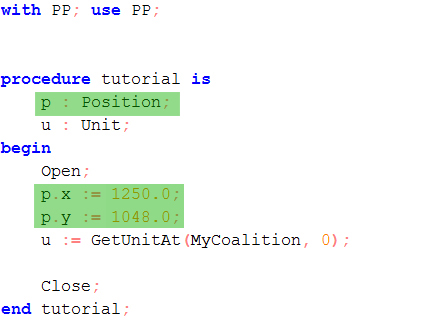 with PP; use PP;
procedure tutorial is
p : Position;
u : Unit;
begin
Open;
p.x := 1250.0;
p.y := 1048.0;
u := GetUnitAt(MyCoalition, 0);
Close;
end tutorial;